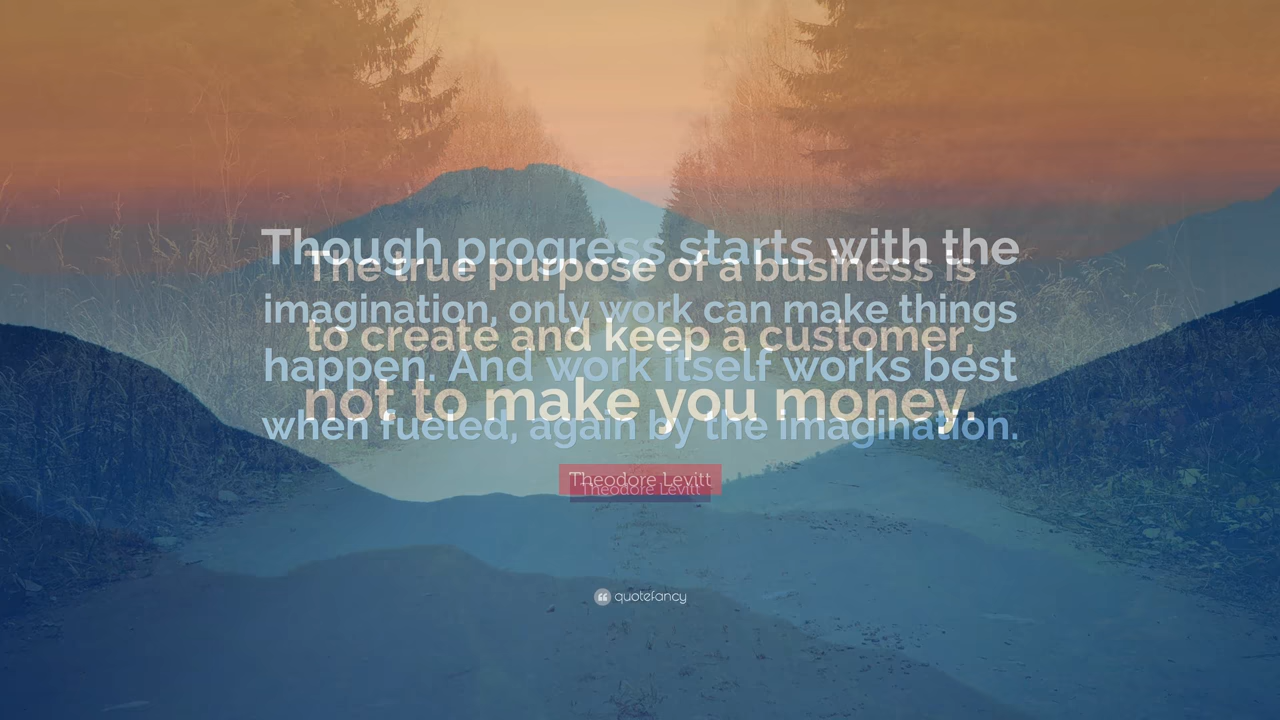 Though progress starts with the
imagination, only work can make things
happen. And work itself works best
when fueled, again by the imagination.
The true purpose of a business is
to create and keep a customer,
not to make you money.
Theodore Levitt
Theodore Levitt
quotefancy